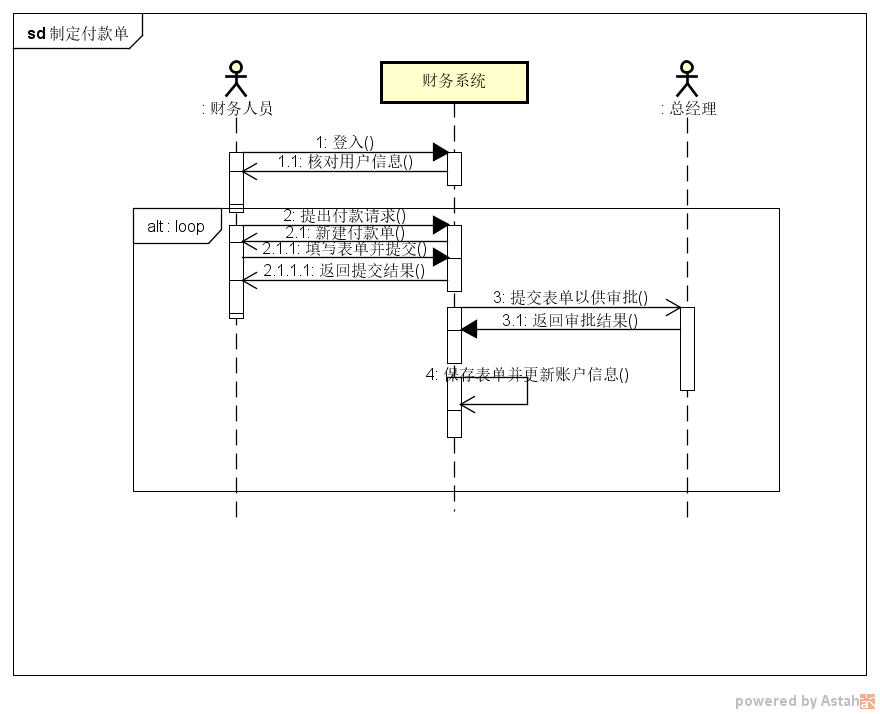 sd 制定付款单
: 财务人员
财务系统
: 总经理
1: 登入()
1.1: 核对用户信息()
alt : loop
2: 提出付款请求()
2.1: 新建付款单()
2.1.1: 填写表单并提交()
2.1.1.1: 返回提交结果()
3: 提交表单以供审批()
3.1: 返回审批结果()
4: 保存表单并更新账户信息()
powered by Astah